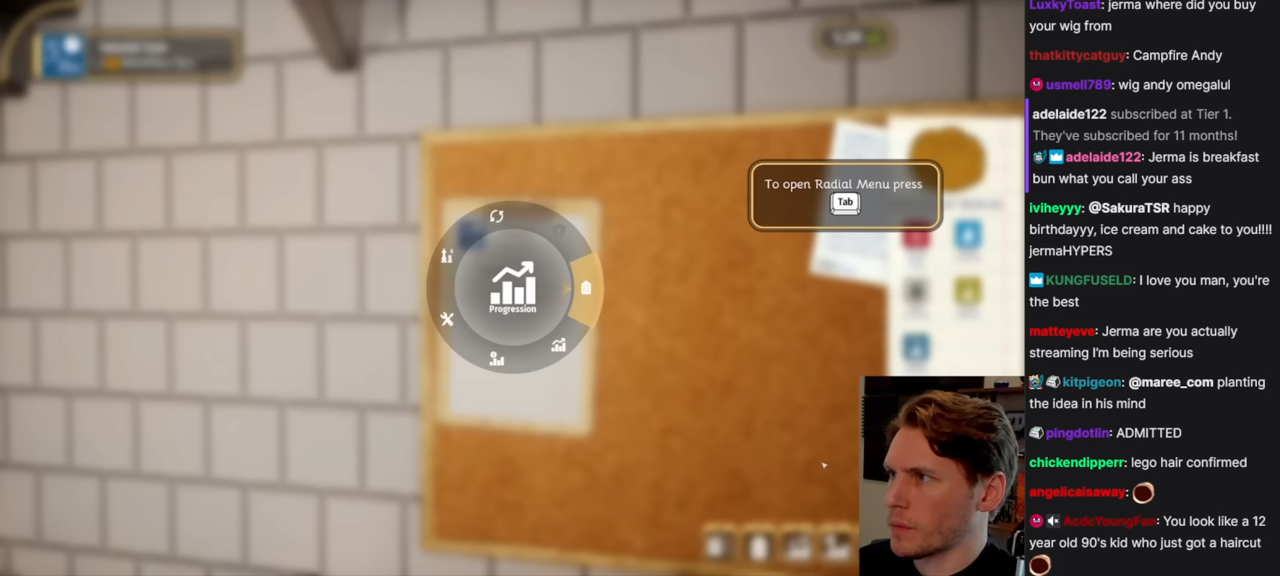 To open Radial Menu press
Tab
Progression
LuxkyToast: jerma where did you buy
your wig from
thatkittycatguy: Campfire Andy
usmell789: wig andy omegalul
adelaide122 subscribed at Tier 1.
They've subscribed for 11 months!
adelaide122: Jerma is breakfast
bun what you call your ass
iviheyyy: @SakuraTSR happy
birthdayyy, ice cream and cake to you!!!!
jermaHYPERS
KUNGFUSELD: I love you man, you're
the best
matteyeve: Jerma are you actually
streaming I'm being serious
kitpigeon: @maree_com planting
the idea in his mind
pingdotlin: ADMITTED
chickendipperr: lego hair confirmed
angelicaisaway:
AcdcYoungFan: You look like a 12
year old 90's kid who just got a haircut